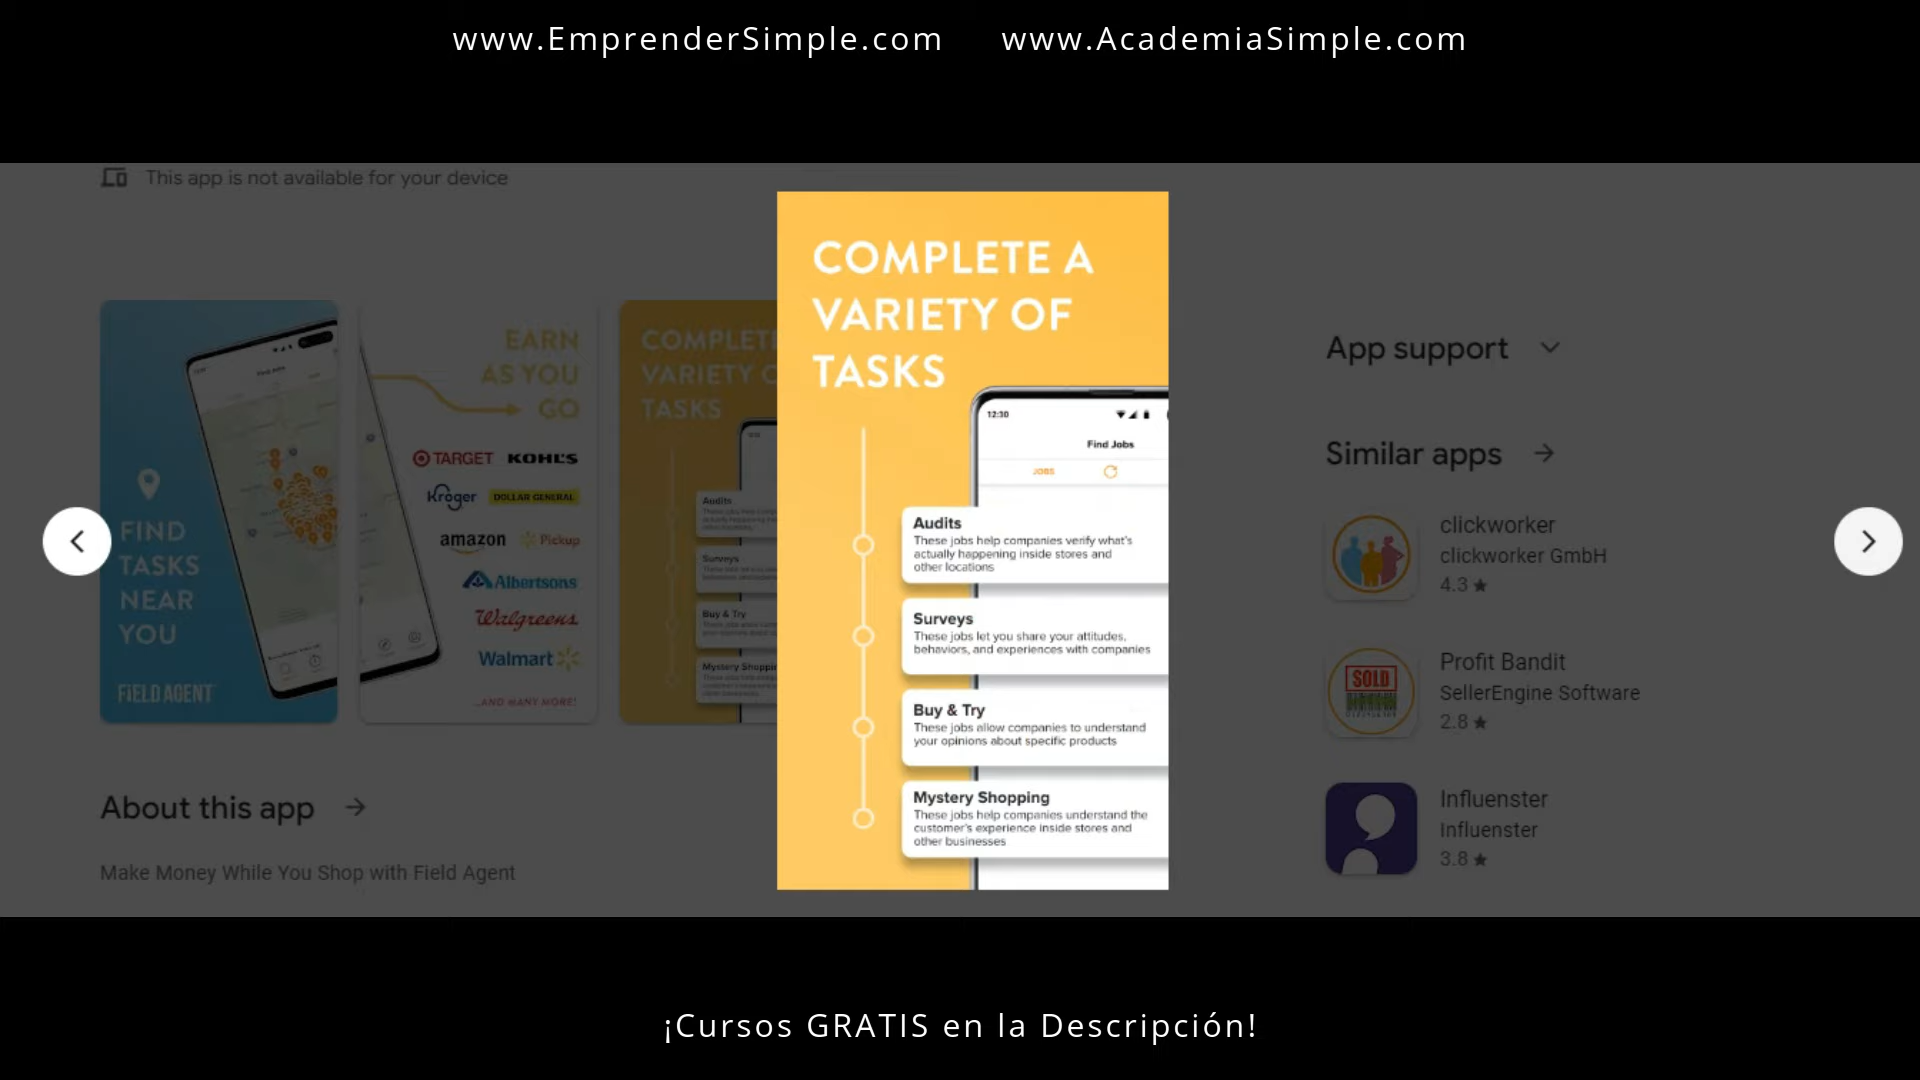 www.EmprenderSimple.com www.AcademiaSimple.com
This app is not available for your device
FIND
TASKS
NEAR
YOU
FIELD AGENT
EARN
AS YOU
GO
TARGET KOHL'S
Kroger DOLLAR GENERAL
amazon Pickup
Albertsons
Walgreens
Walmart
...AND MANY MORE!
COMPLETE A
VARIETY OF
TASKS
12:30
Find Jobs
JOBS
Audits
These jobs help companies verify what's
actually happening inside stores and
other locations
Surveys
These jobs let you share your attitudes,
behaviors, and experiences with companies
Buy & Try
These jobs allow companies to understand
your opinions about specific products
Mystery Shopping
These jobs help companies understand the
customer's experience inside stores and
other businesses
App support
Similar apps
clickworker
clickworker GmbH
4.3 ★
SOLD
Profit Bandit
SellerEngine Software
2.8 ★
Influenster
Influenster
3.8 ★
About this app
Make Money While You Shop with Field Agent
¡Cursos GRATIS en la Descripción!